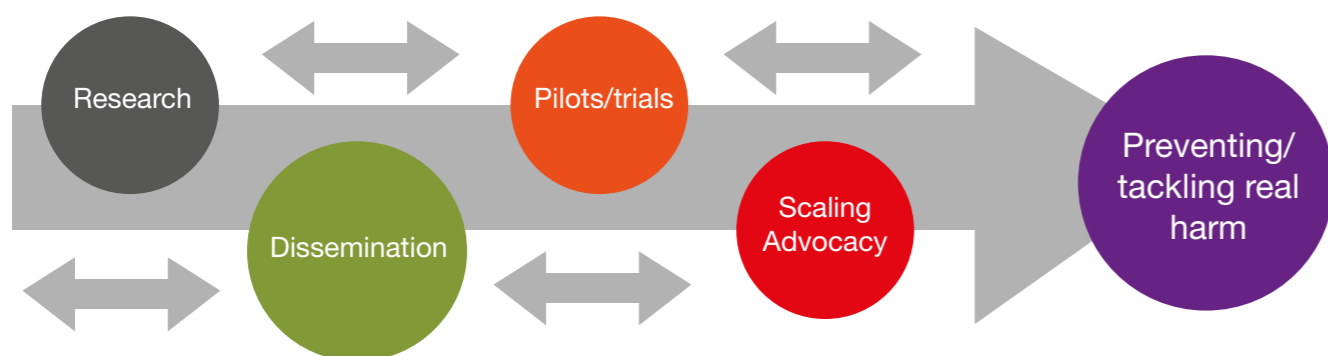 Research
Dissemination
Pilots/trials
Scaling
Advocacy
Preventing/
tackling real
harm